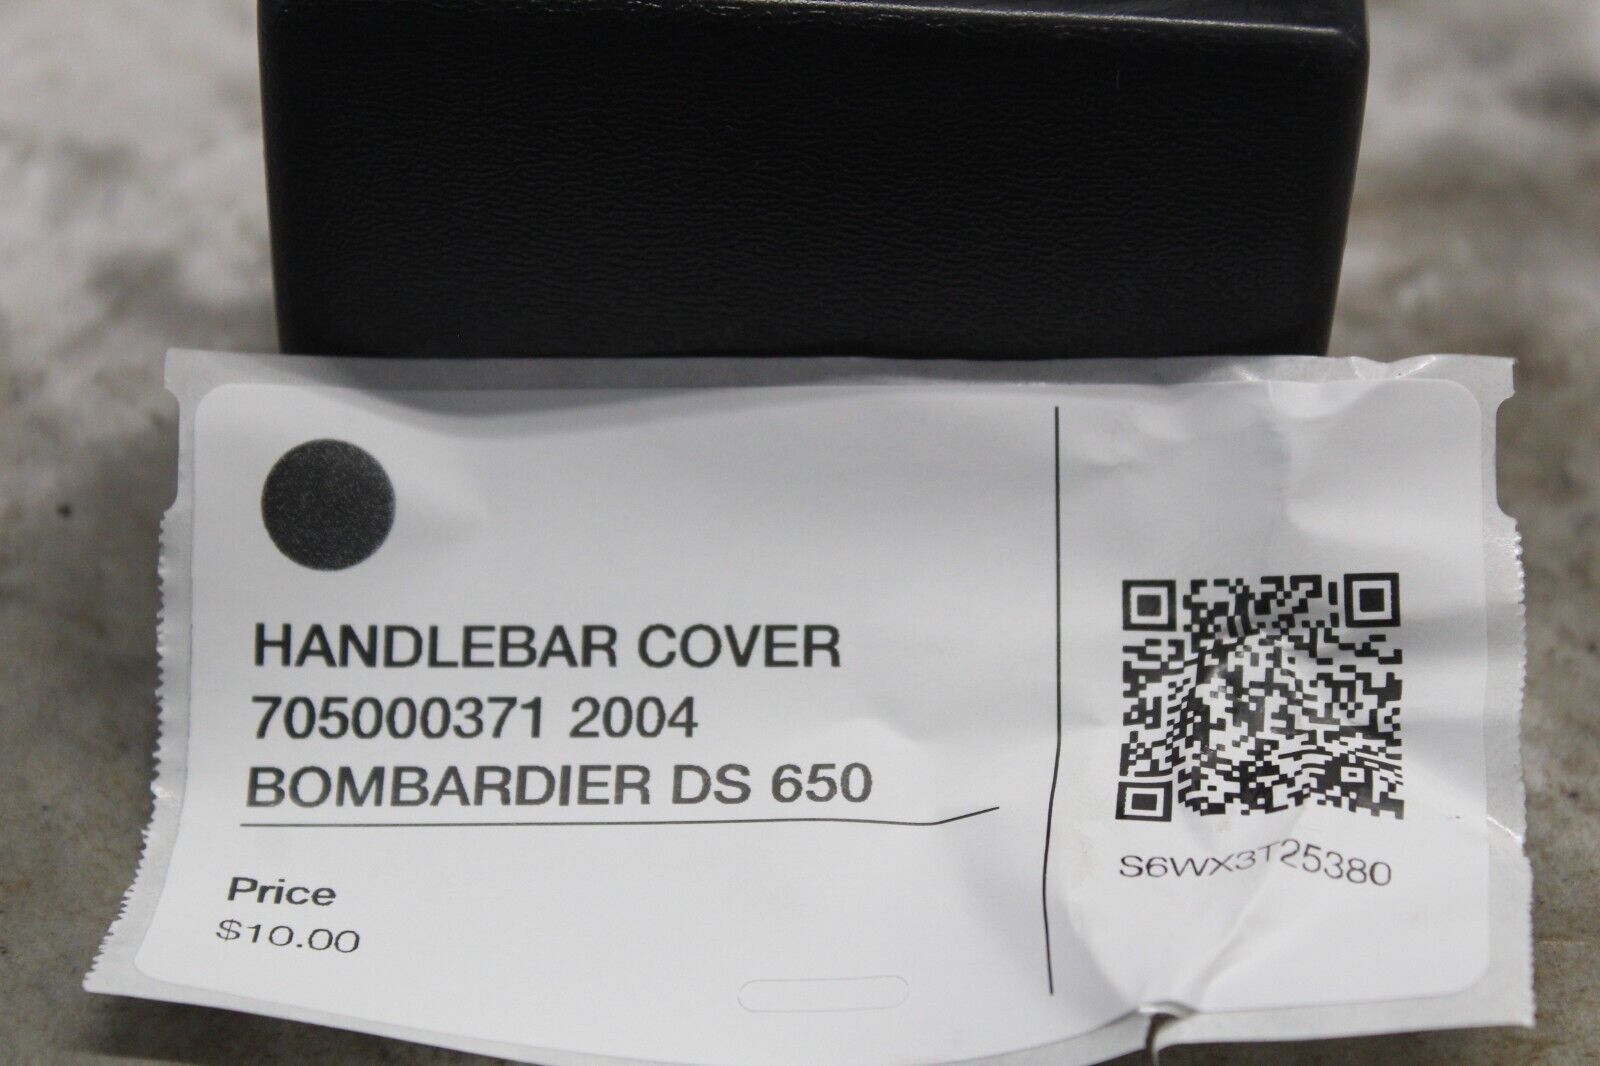 HANDLEBAR COVER
705000371 2004
BOMBARDIER DS 650
Price
$10.00
S6WX3T25380